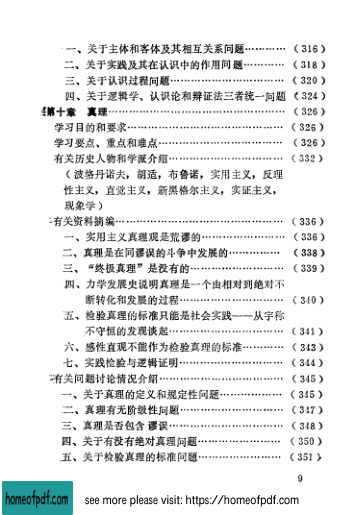 一、关于主体和客体及其相互关系问题………… (316)
二、关于实践及其在认识中的作用问题………… (318)
三、关于认识过程问题……………………………… (320)
四、关于逻辑学、认识论和辩证法三者统一问题 (324)
第十章 真理………………………………………… (326)
学习目的和要求……………………………………… (326)
学习要点、重点和难点……………………………… (326)
有关历史人物和学派介绍…………………………… (332)
(波格丹诺夫,胡适,布鲁诺,实用主义,反理
性主义,直觉主义,新黑格尔主义,实证主义,
现象学)
有关资料摘编………………………………………… (336)
一、实用主义真理观是荒谬的……………………… (336)
二、真理是在同谬误的斗争中发展的…………… (338)
三、“终极真理”是没有的………………………… (339)
四、力学发展史说明真理是一个由相对到绝对不
断转化和发展的过程………………………… (340)
五、检验真理的标准只能是社会实践——从宇称
不守恒的发现谈起…………………………… (341)
六、感性直观不能作为检验真理的标准………… (343)
七、实践检验与逻辑证明…………………………… (344)
有关问题讨论情况介绍……………………………… (345)
一、关于真理的定义和规定性问题……………… (345)
二、真理有无阶级性问题…………………………… (347)
三、真理是否包含谬误……………………………… (348)
四、关于有没有绝对真理问题……………………… (350)
五、关于检验真理的标准问题……………………… (351)
9
homeofpdf.com see more please visit: https://homeofpdf.com